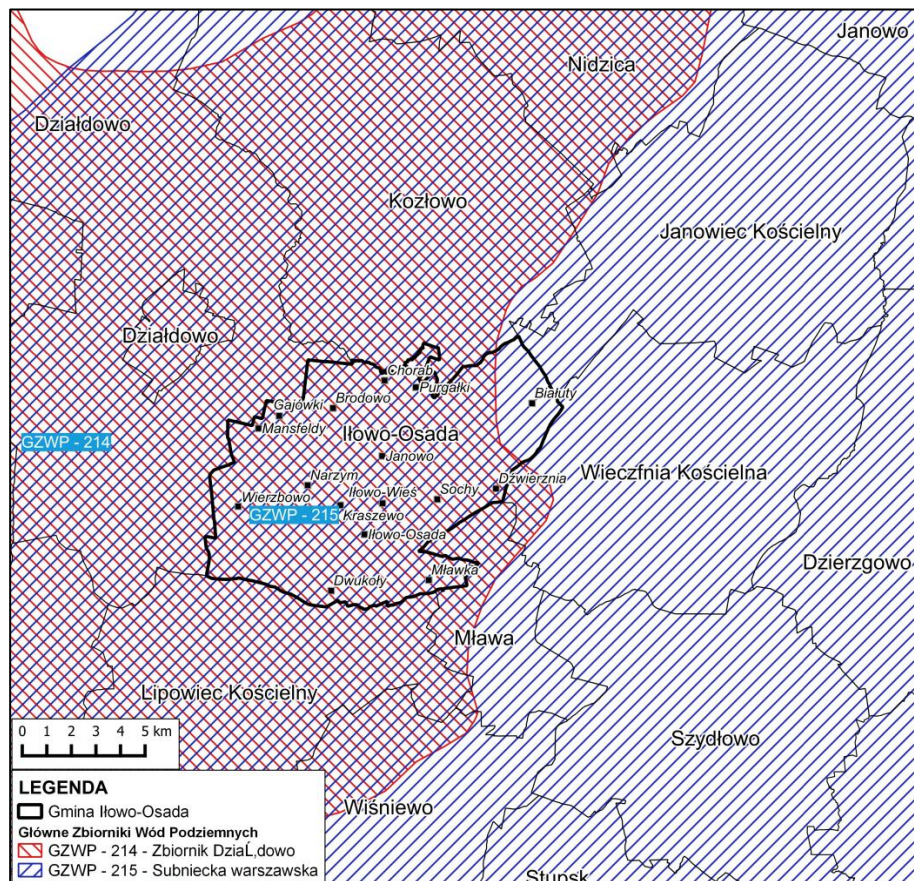 Janowo
Nidzica
Działdowo
Kozłowo
Janowiec Kościelny
Działdowo
Chorab
Purgałki
Białuty
Brodowo
Gajówki
Mansfeldy
Iłowo-Osada
GZWP - 214
Janowo
Wieczfnia Kościelna
Narzym
Dźwierznia
Iłowo-Wieś
Sochy
Wierzbowo
GZWP - 215
Kraszewo
Iłowo-Osada
Dzierzgowo
Dwukoły
Mławka
Mława
Lipowiec Kościelny
Szydłowo
Wiśniewo
Stupsk
0 1 2 3 4 5 km
LEGENDA
Gmina Iłowo-Osada
Główne Zbiorniki Wód Podziemnych
GZWP - 214 - Zbiornik DziaĹ‚dowo
GZWP - 215 - Subniecka warszawska